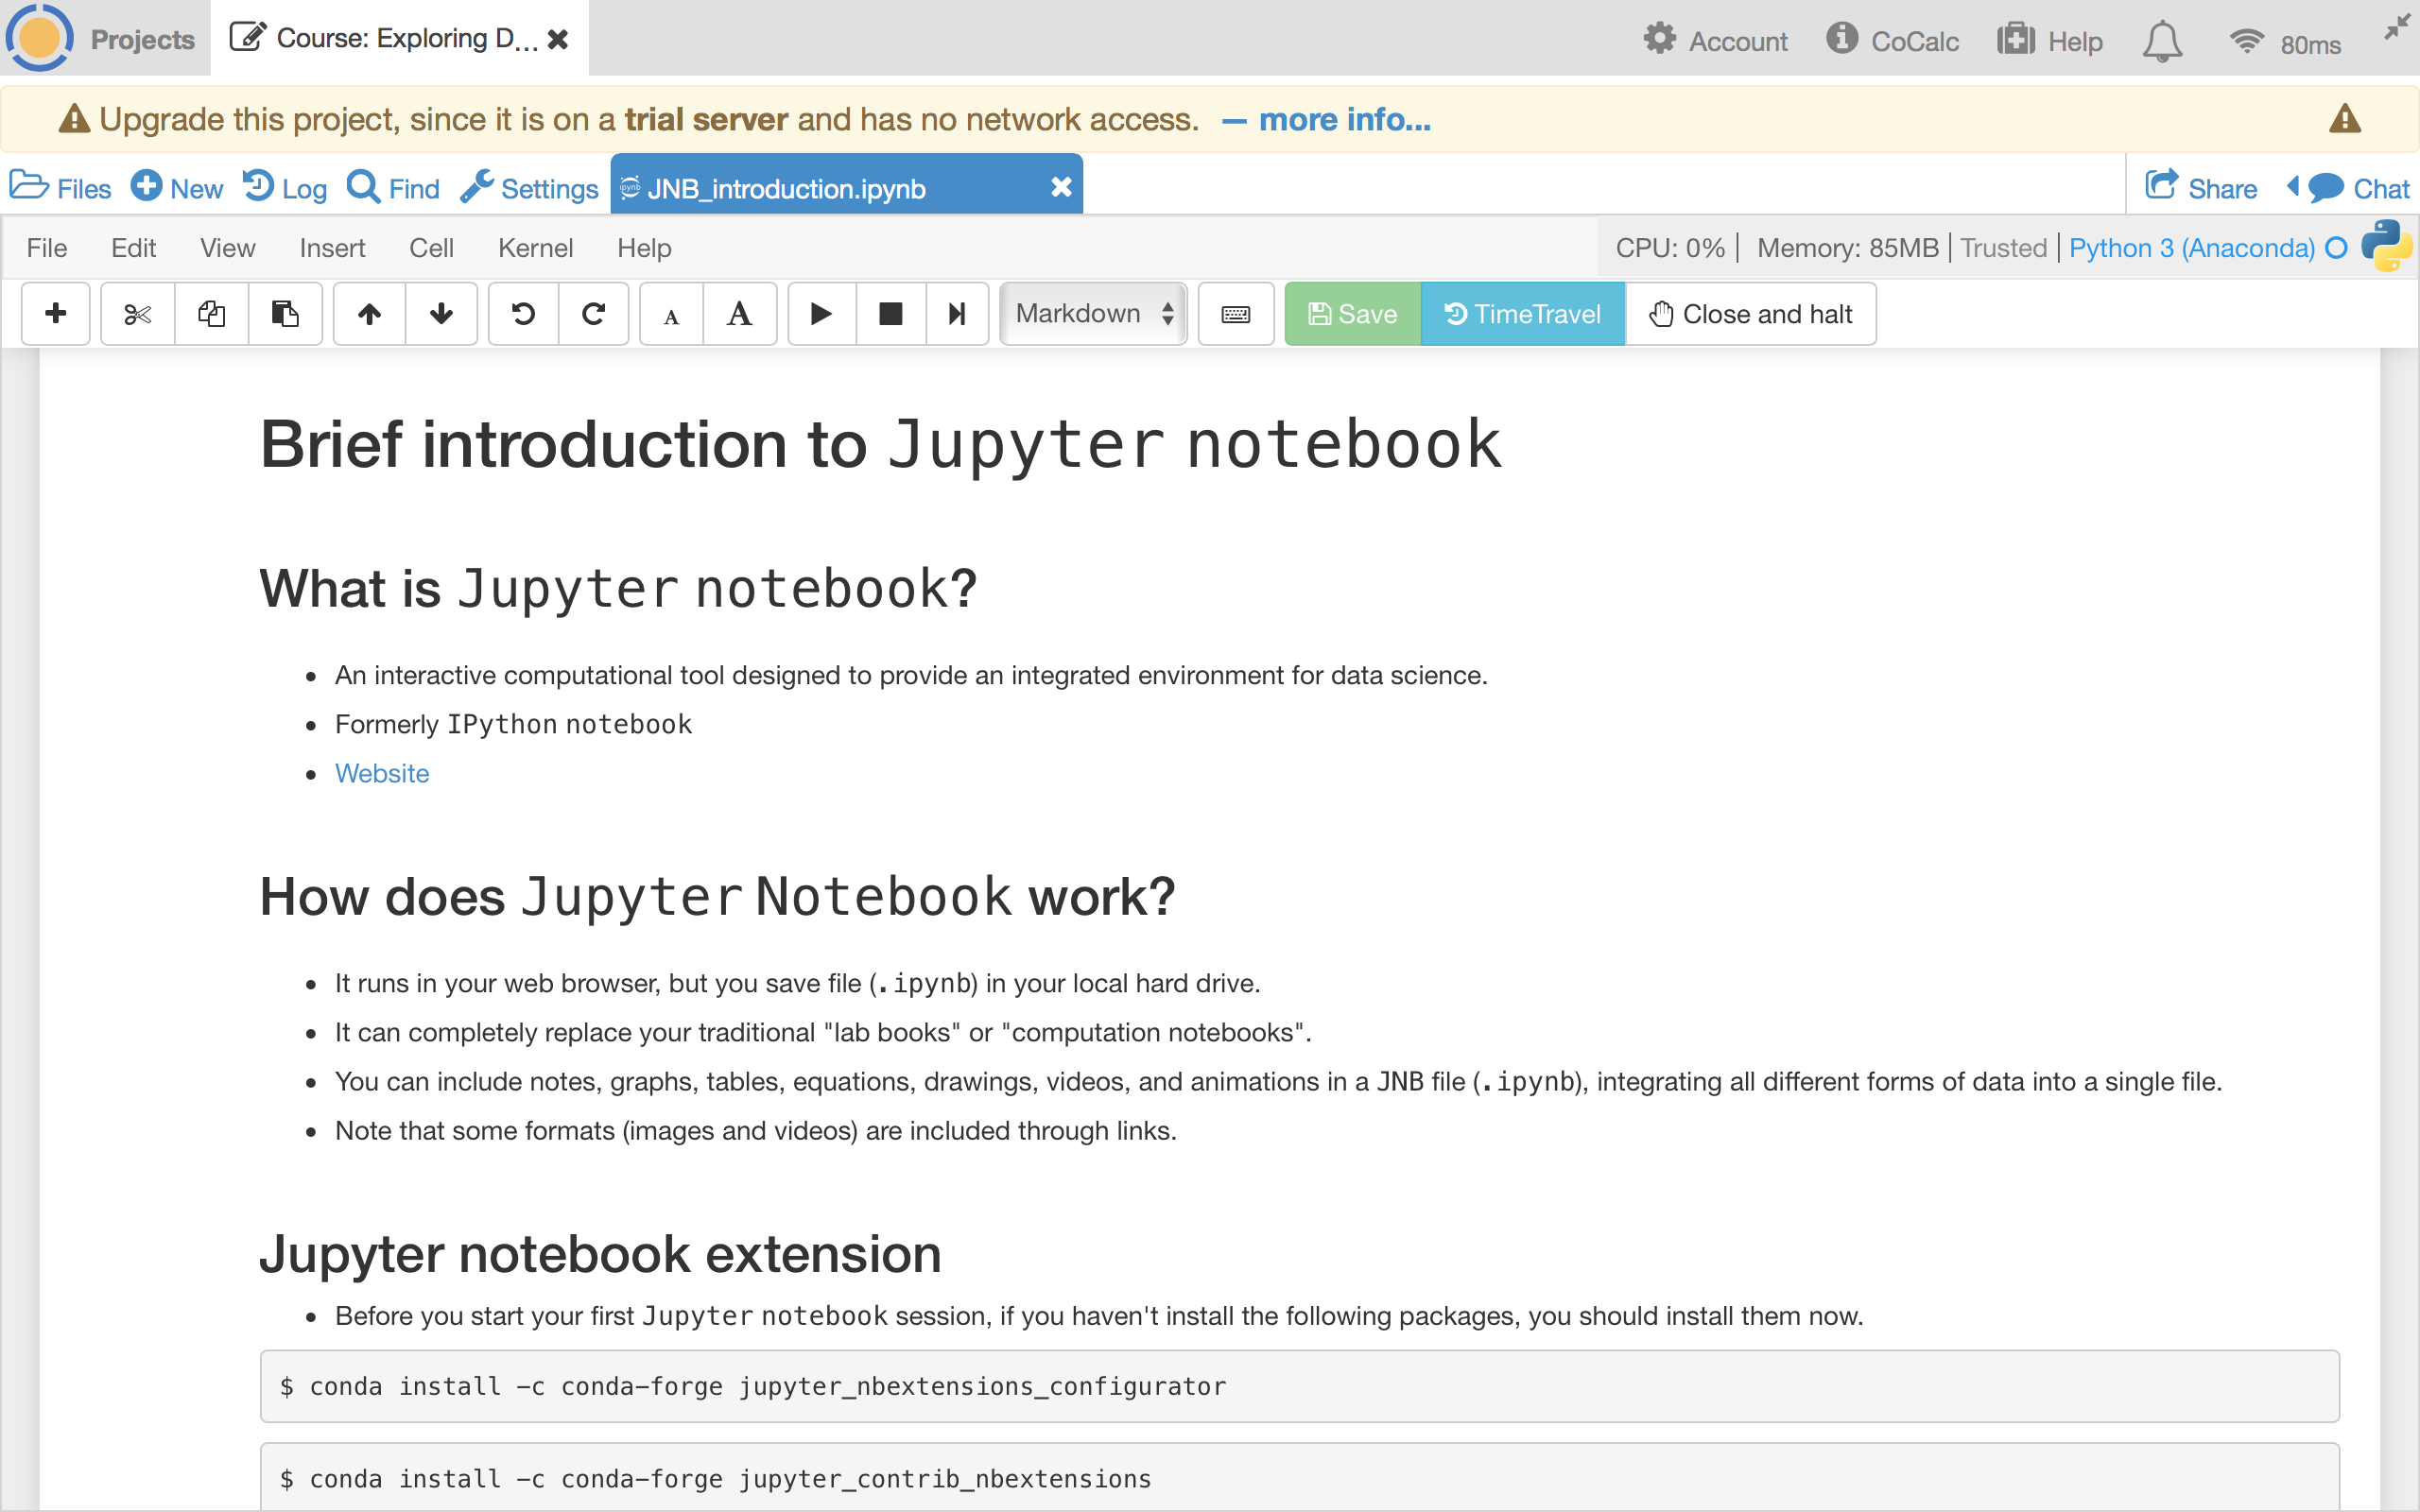 Projects Course: Exploring D... Account CoCalc Help 80ms
Upgrade this project, since it is on a trial server and has no network access. — more info...
Files New Log Find Settings JNB_introduction.ipynb Share Chat
File Edit View Insert Cell Kernel Help CPU: 0% | Memory: 85MB | Trusted | Python 3 (Anaconda)
A A Markdown Save TimeTravel Close and halt
Brief introduction to Jupyter notebook
What is Jupyter notebook?
• An interactive computational tool designed to provide an integrated environment for data science.
• Formerly IPython notebook
• Website
How does Jupyter Notebook work?
• It runs in your web browser, but you save file (.ipynb) in your local hard drive.
• It can completely replace your traditional "lab books" or "computation notebooks".
• You can include notes, graphs, tables, equations, drawings, videos, and animations in a JNB file (.ipynb), integrating all different forms of data into a single file.
• Note that some formats (images and videos) are included through links.
Jupyter notebook extension
• Before you start your first Jupyter notebook session, if you haven't install the following packages, you should install them now.
$ conda install -c conda-forge jupyter_nbextensions_configurator
$ conda install -c conda-forge jupyter_contrib_nbextensions